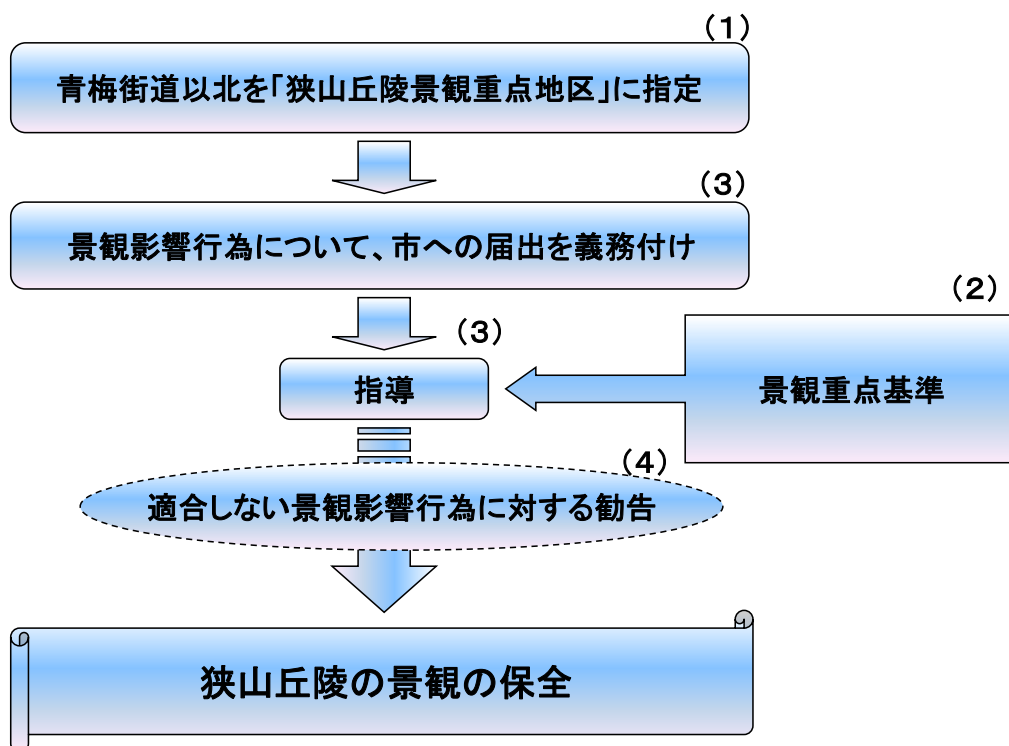 (1)
青梅街道以北を「狭山丘陵景観重点地区」に指定
(3)
景観影響行為について、市への届出を義務付け
(2)
(3)
指導
景観重点基準
(4)
適合しない景観影響行為に対する勧告
狭山丘陵の景観の保全